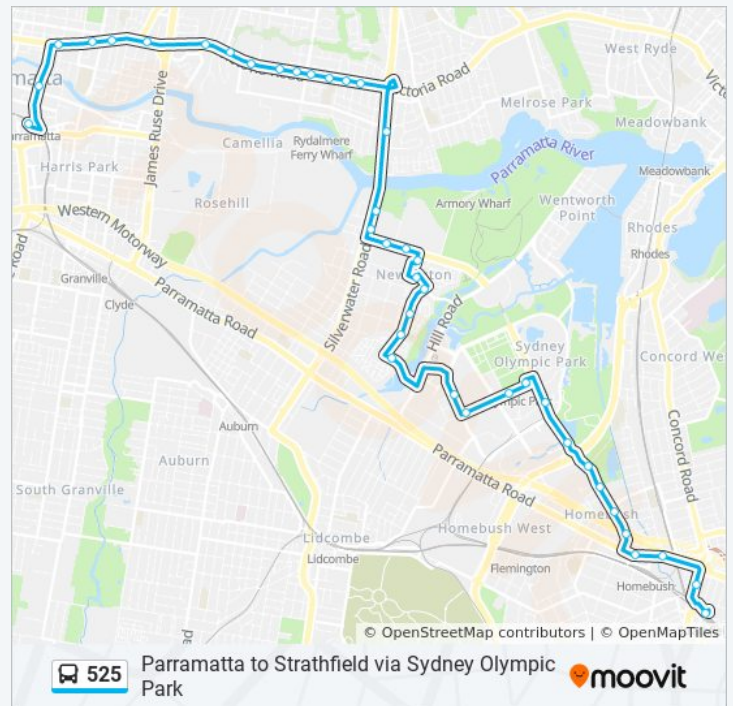 West Ryde
Victoria Road
Melrose Park
Meadowbank
James Ruse Drive
Camellia
Rydalmere
Ferry Wharf
Parramatta River
Meadowbank
Harris Park
Rosehill
Armory Wharf
Wentworth
Point
Rhodes
Rhodes
Western Motorway
Granville
Clyde
Parramatta Road
Silverwater Road
Hill Road
Sydney
Olympic Park
Concord We
Concord Road
Auburn
Auburn
Parramatta Road
South Granville
Lidcombe
Lidcombe
Homebush West
Homebush
Flemington
Homebush
Road
© OpenStreetMap contributors | © OpenMapTiles
525
Parramatta to Strathfield via Sydney Olympic
Park
moovit